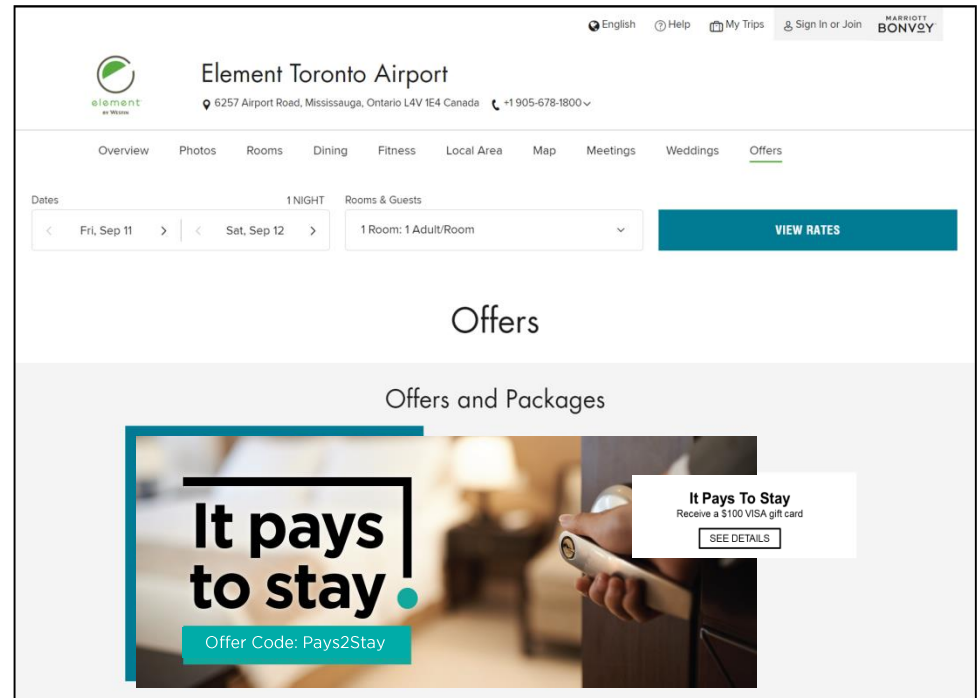 English Help My Trips Sign In or Join MARRIOTT BONVOY
element
BY WESTIN
Element Toronto Airport
6257 Airport Road, Mississauga, Ontario L4V 1E4 Canada +1 905-678-1800
Overview Photos Rooms Dining Fitness Local Area Map Meetings Weddings Offers
Dates 1 NIGHT Rooms & Guests
Fri, Sep 11 Sat, Sep 12 1 Room: 1 Adult/Room VIEW RATES
Offers
Offers and Packages
It pays
to stay.
Offer Code: Pays2Stay
It Pays To Stay
Receive a $100 VISA gift card
SEE DETAILS